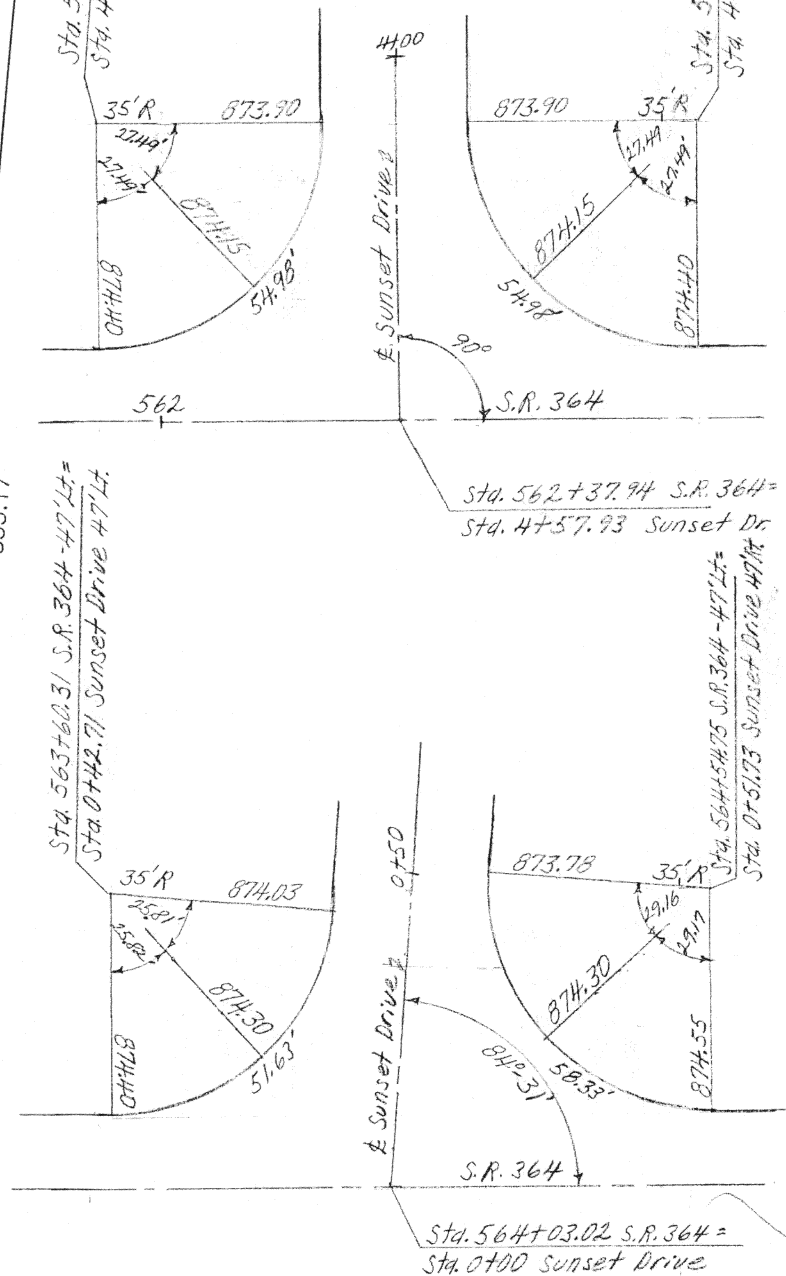 Sta. 5
Sta. 4
Sta. 5
Sta. 4
4+00
35'R
873.90
873.90
35'R
27.49'
27.49'
27.49'
27.49'
874.15
874.15
54.98'
54.98'
874.40
874.40
℄ Sunset Drive
90°
562
S.R. 364
Sta. 562+37.94 S.R. 364=
Sta. 4+57.93 Sunset Dr.
Sta. 563+60.31 S.R. 364-47'Lt.=
Sta. 0+42.71 Sunset Drive 47'Lt.
Sta. 564+54.75 S.R. 364-47'Lt.=
Sta. 0+51.73 Sunset Drive 47'Rt.
0+50
35'R
874.03
873.78
35'R
25.81'
25.82'
29.16
29.17
874.30
874.30
51.63'
58.33'
874.40
874.55
℄ Sunset Drive
84°-31'
S.R. 364
Sta. 564+03.02 S.R. 364=
Sta. 0+00 Sunset Drive